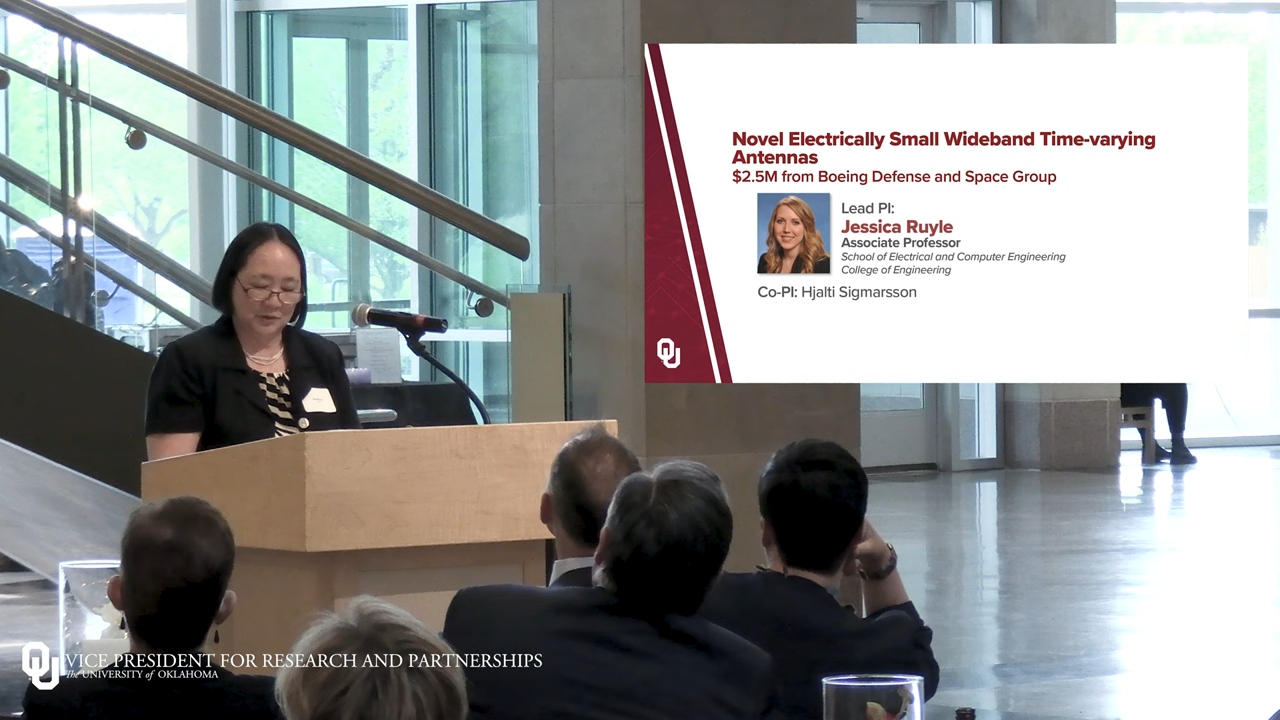 Novel Electrically Small Wideband Time-varying
Antennas
$2.5M from Boeing Defense and Space Group
Lead PI:
Jessica Ruyle
Associate Professor
School of Electrical and Computer Engineering
College of Engineering
Co-PI: Hjalti Sigmarsson
OU
OU
VICE PRESIDENT FOR RESEARCH AND PARTNERSHIPS
The UNIVERSITY of OKLAHOMA